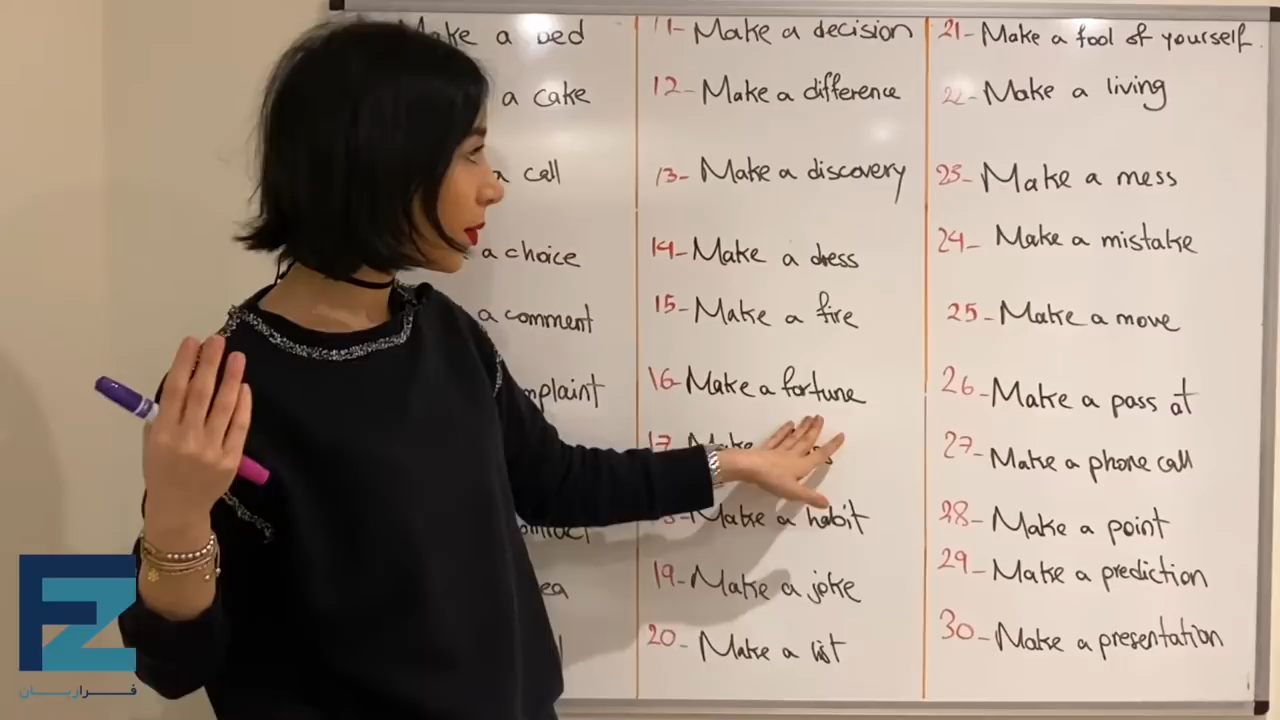 Make a bed
a cake
a call
a choice
a comment
11- Make a decision
12- Make a difference
13- Make a discovery
14- Make a dress
15- Make a fire
16- Make a fortune
17 Make
Make a habit
19- Make a joke
20- Make a list
21- Make a fool of yourself.
22- Make a living
23- Make a mess
24- Make a mistake
25- Make a move
26- Make a pass at
27- Make a phone call
28- Make a point
29- Make a prediction
30- Make a presentation
FZ
فرازبان